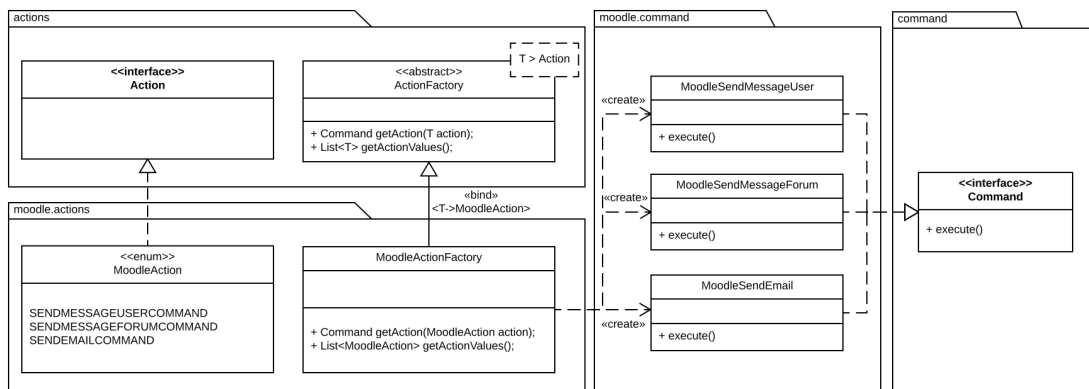 actions
<<interface>>
Action
<<abstract>>
ActionFactory
T > Action
+ Command getAction(T action);
+ List<T> getActionValues();
«bind»
<T->MoodleAction>
moodle.actions
<<enum>>
MoodleAction
SENDMESSAGEUSERCOMMAND
SENDMESSAGEFORUMCOMMAND
SENDEMAILCOMMAND
MoodleActionFactory
+ Command getAction(MoodleAction action);
+ List<MoodleAction> getActionValues();
moodle.command
«create»
MoodleSendMessageUser
+ execute()
«create»
MoodleSendMessageForum
+ execute()
«create»
MoodleSendEmail
+ execute()
command
<<interface>>
Command
+ execute()